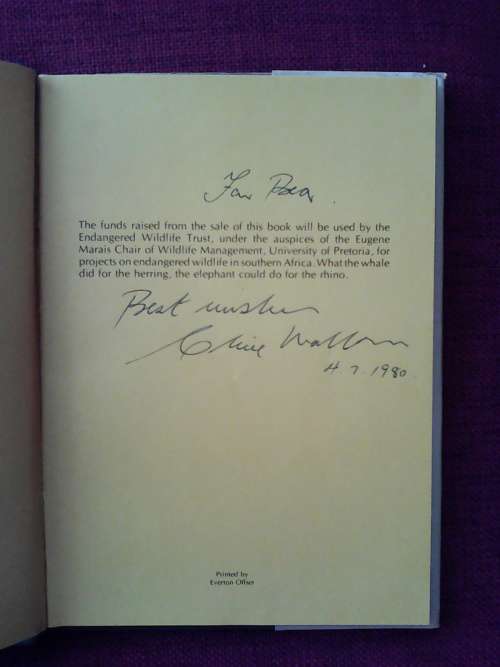 For
The funds raised from the sale of this book will be used by the
Endangered Wildlife Trust, under the auspices of the Eugene
Marais Chair of Wildlife Management, University of Pretoria, for
projects on endangered wildlife in southern Africa. What the whale
did for the herring, the elephant could do for the rhino.
Best wishes
Clive
4.7.1980
Printed by
Everton Offset